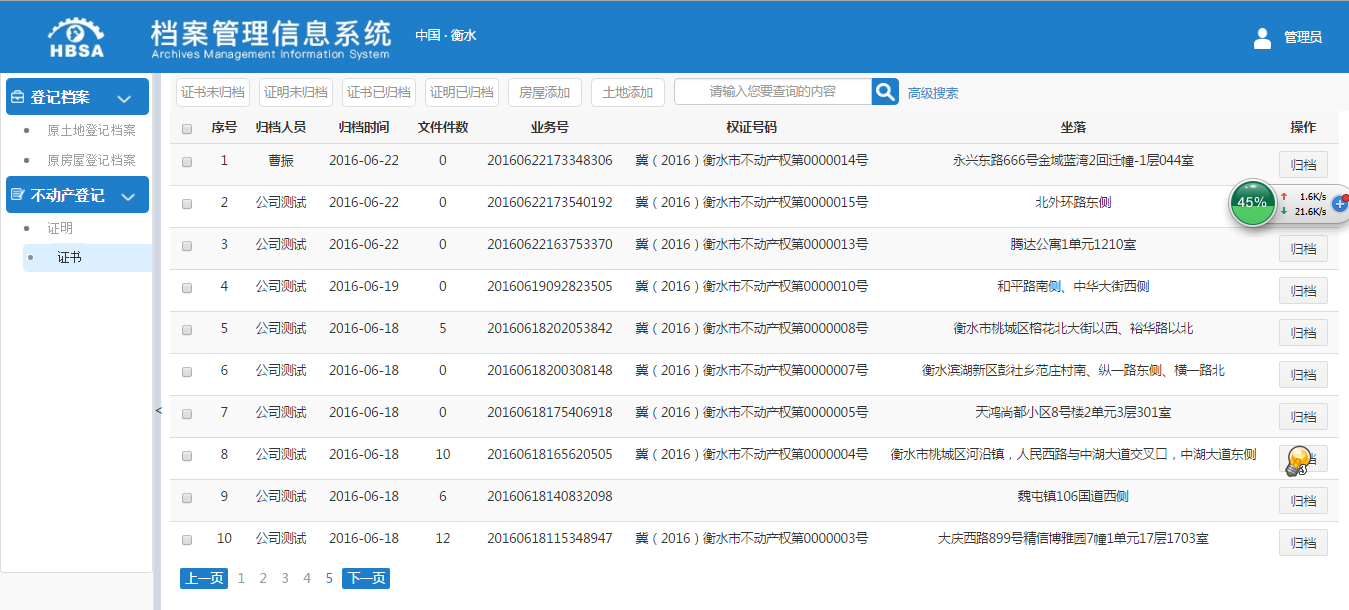 HBSA
档案管理信息系统
Archives Management Information System
中国 · 衡水
管理员
登记档案
原土地登记档案
原房屋登记档案
不动产登记
证明
证书
<
证书未归档 证明未归档 证书已归档 证明已归档 房屋添加 土地添加 请输入您要查询的内容 高级搜索
序号 归档人员 归档时间 文件件数 业务号 权证号码 坐落 操作
1 曹振 2016-06-22 0 20160622173348306 冀（2016）衡水市不动产权第0000014号 永兴东路666号金域蓝湾2回迁幢-1层044室 归档
2 公司测试 2016-06-22 0 20160622173540192 冀（2016）衡水市不动产权第0000015号 北外环路东侧
45% 1.6K/s
21.6K/s
3 公司测试 2016-06-22 0 20160622163753370 冀（2016）衡水市不动产权第0000013号 腾达公寓1单元1210室 归档
4 公司测试 2016-06-19 0 20160619092823505 冀（2016）衡水市不动产权第0000010号 和平路南侧、中华大街西侧 归档
5 公司测试 2016-06-18 5 20160618202053842 冀（2016）衡水市不动产权第0000008号 衡水市桃城区榕花北大街以西、裕华路以北 归档
6 公司测试 2016-06-18 0 20160618200308148 冀（2016）衡水市不动产权第0000007号 衡水滨湖新区彭社乡范庄村南、纵一路东侧、横一路北 归档
7 公司测试 2016-06-18 0 20160618175406918 冀（2016）衡水市不动产权第0000005号 天鸿尚都小区8号楼2单元3层301室 归档
8 公司测试 2016-06-18 10 20160618165620505 冀（2016）衡水市不动产权第0000004号 衡水市桃城区河沿镇，人民西路与中湖大道交叉口，中湖大道东侧
9 公司测试 2016-06-18 6 20160618140832098 魏屯镇106国道西侧 归档
10 公司测试 2016-06-18 12 20160618115348947 冀（2016）衡水市不动产权第0000003号 大庆西路899号精信博雅园7幢1单元17层1703室 归档
上一页 1 2 3 4 5 下一页